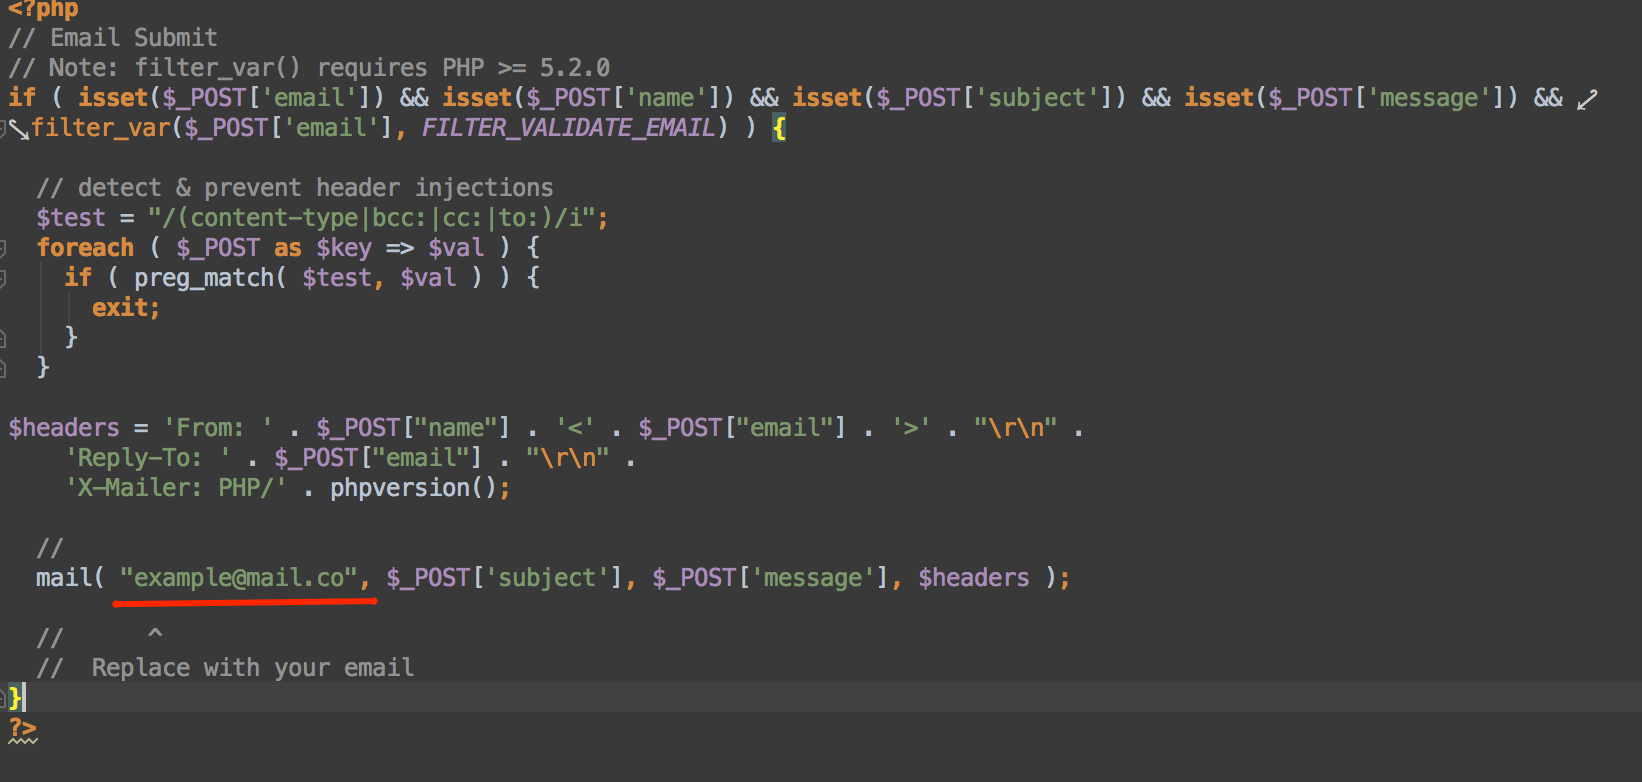 <?php
// Email Submit
// Note: filter_var() requires PHP >= 5.2.0
if ( isset($_POST['email']) && isset($_POST['name']) && isset($_POST['subject']) && isset($_POST['message']) &&
filter_var($_POST['email'], FILTER_VALIDATE_EMAIL) ) {
// detect & prevent header injections
$test = "/(content-type|bcc:|cc:|to:)/i";
foreach ( $_POST as $key => $val ) {
if ( preg_match( $test, $val ) ) {
exit;
}
}
$headers = 'From: ' . $_POST["name"] . '<' . $_POST["email"] . '>' . "\r\n" .
'Reply-To: ' . $_POST["email"] . "\r\n" .
'X-Mailer: PHP/' . phpversion();
//
mail( "example@mail.co", $_POST['subject'], $_POST['message'], $headers );
// ^
// Replace with your email
}
?>